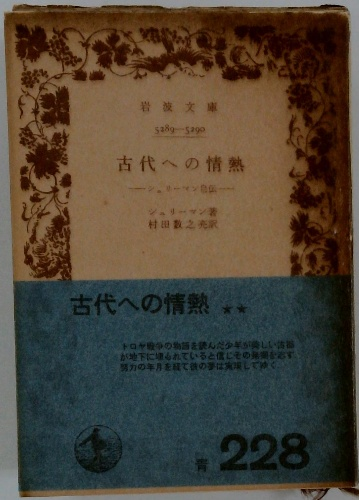 岩波文庫
5289—5290
古代への情熱
—シュリーマン自伝—
シュリーマン著
村田数之亮訳
古代への情熱 ★★
トロヤ戦争の物語を読んだ少年が美しい古都
が地下に埋もれていると信じその発掘を志す
努力の年月を経て彼の夢は実現してゆく
青 228